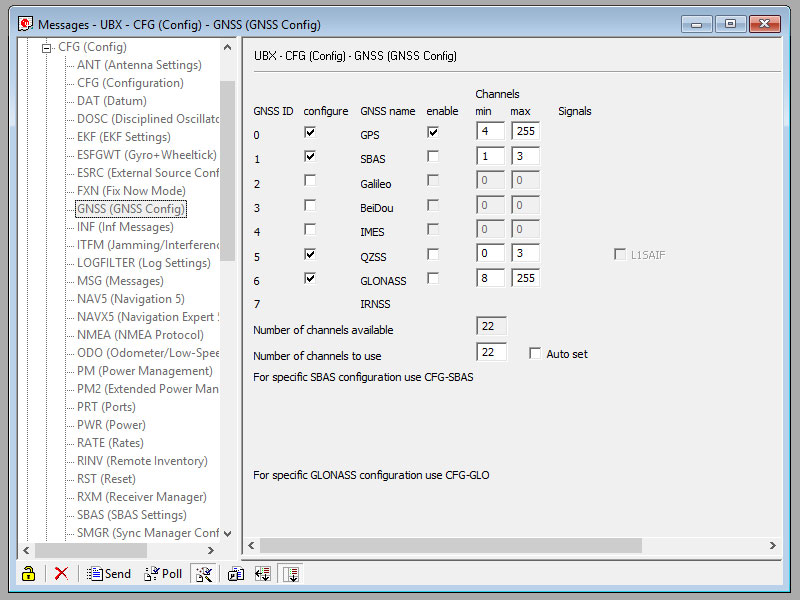 Messages - UBX - CFG (Config) - GNSS (GNSS Config)
CFG (Config)
ANT (Antenna Settings)
CFG (Configuration)
DAT (Datum)
DOSC (Disciplined Oscillato
EKF (EKF Settings)
ESFGWT (Gyro+Wheeltick)
ESRC (External Source Conf
FXN (Fix Now Mode)
GNSS (GNSS Config)
INF (Inf Messages)
ITFM (Jamming/Interferenc
LOGFILTER (Log Settings)
MSG (Messages)
NAV5 (Navigation 5)
NAVX5 (Navigation Expert 5
NMEA (NMEA Protocol)
ODO (Odometer/Low-Spee
PM (Power Management)
PM2 (Extended Power Man
PRT (Ports)
PWR (Power)
RATE (Rates)
RINV (Remote Inventory)
RST (Reset)
RXM (Receiver Manager)
SBAS (SBAS Settings)
SMGR (Sync Manager Conf
UBX - CFG (Config) - GNSS (GNSS Config)
Channels
GNSS ID configure GNSS name enable min max Signals
0 GPS 4 255
1 SBAS 1 3
2 Galileo 0 0
3 BeiDou 0 0
4 IMES 0 0
5 QZSS 0 3 L1SAIF
6 GLONASS 8 255
7 IRNSS
Number of channels available 22
Number of channels to use 22 Auto set
For specific SBAS configuration use CFG-SBAS
For specific GLONASS configuration use CFG-GLO
Send Poll